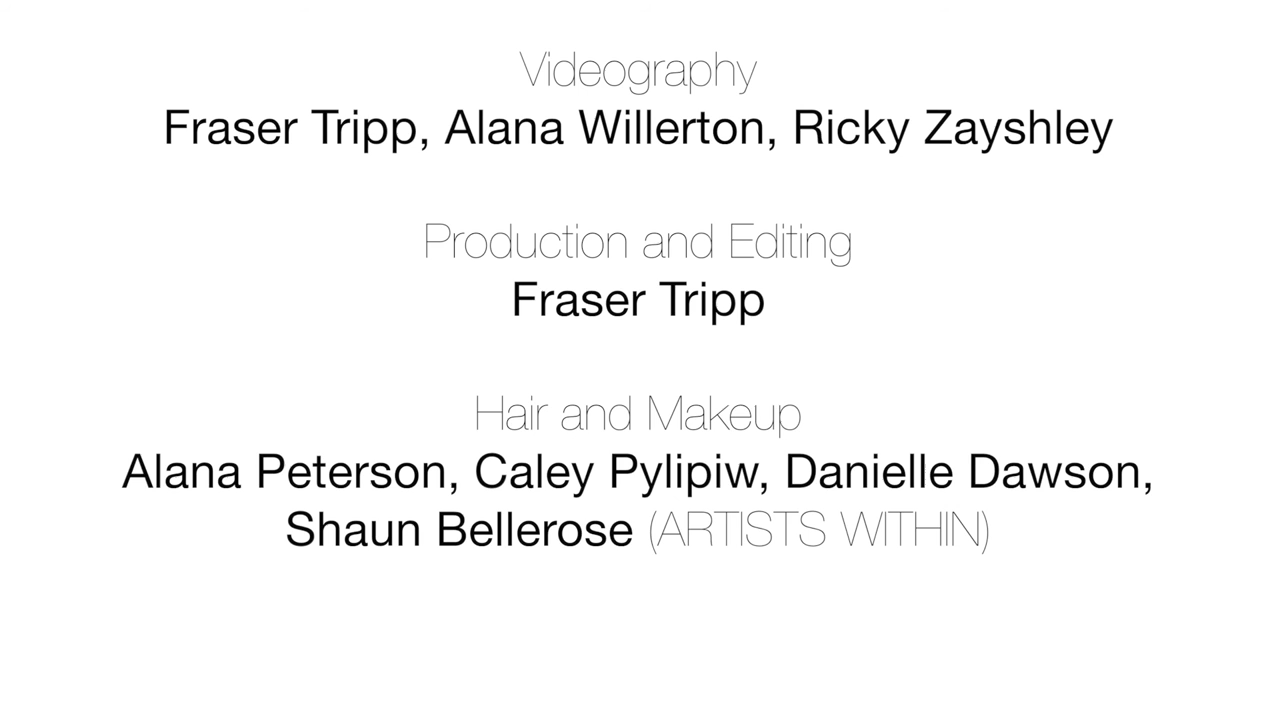 Videography
Fraser Tripp, Alana Willerton, Ricky Zayshley
Production and Editing
Fraser Tripp
Hair and Makeup
Alana Peterson, Caley Pylipiw, Danielle Dawson,
Shaun Bellerose (ARTISTS WITHIN)